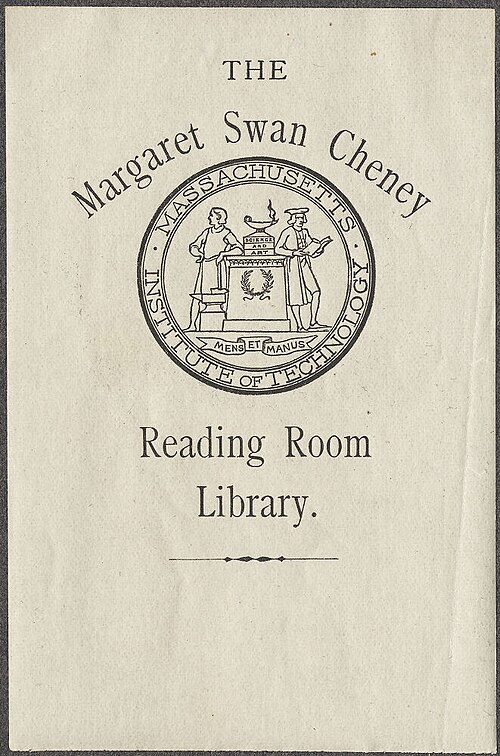 THE
Margaret Swan Cheney
· MASSACHUSETTS ·
INSTITUTE OF TECHNOLOGY
SCIENCE
AND
ART
MENS ET MANUS
Reading Room
Library.